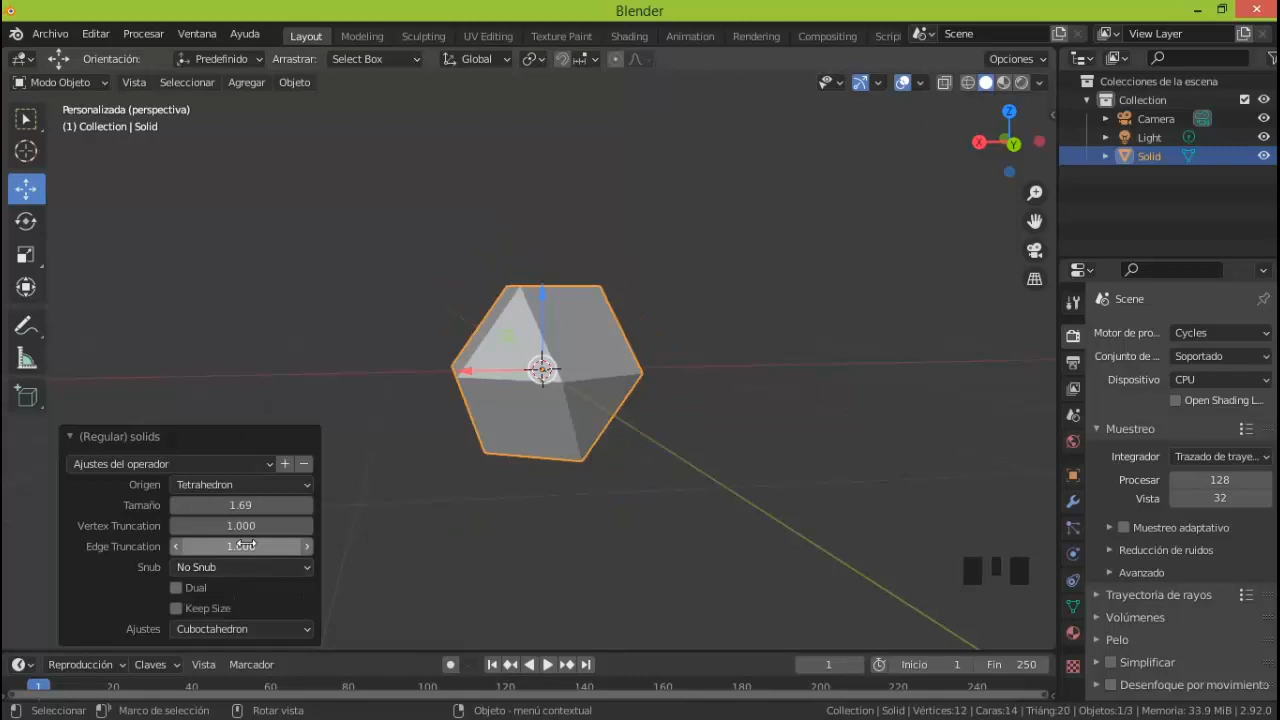 Blender
Archivo Editar Procesar Ventana Ayuda Layout Modeling Sculpting UV Editing Texture Paint Shading Animation Rendering Compositing Script Scene View Layer
Orientación: Predefinido Arrastrar: Select Box Global Opciones
Modo Objeto Vista Seleccionar Agregar Objeto
Personalizada (perspectiva)
(1) Collection | Solid
Z
X
Y
Colecciones de la escena
Collection
Camera
Light
Solid
Scene
Motor de pro... Cycles
Conjunto de ... Soportado
Dispositivo CPU
Open Shading L...
Muestreo
Integrador Trazado de traye...
Procesar 128
Vista 32
Muestreo adaptativo
Reducción de ruidos
Avanzado
Trayectoria de rayos
Volúmenes
Pelo
Simplificar
Desenfoque por movimiento
(Regular) solids
Ajustes del operador
Origen Tetrahedron
Tamaño 1.69
Vertex Truncation 1.000
Edge Truncation 1.000
Snub No Snub
Dual
Keep Size
Ajustes Cuboctahedron
Reproducción Claves Vista Marcador 1 Inicio 1 Fin 250
1 20 40 60 80 100 120 140 160 180 200 220 240
Seleccionar Marco de selección Rotar vista Objeto - menú contextual Collection | Solid | Vértices:12 | Caras:14 | Triáng:20 | Objetos:1/3 | Memoria: 33.9 MiB | 2.92.0